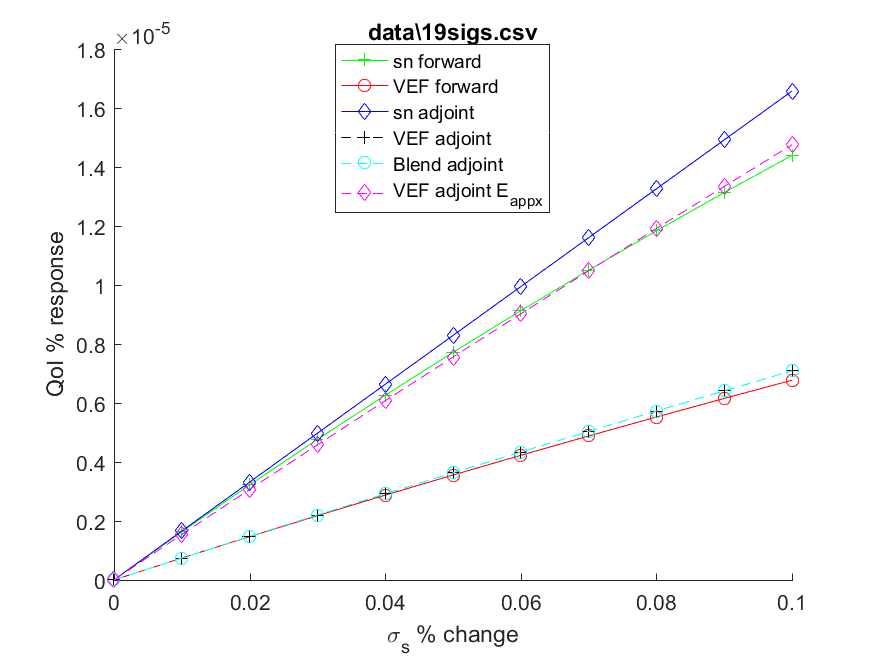 data\19sigs.csv
×10-5
sn forward
VEF forward
sn adjoint
VEF adjoint
Blend adjoint
VEF adjoint Eappx
1.8
1.6
1.4
1.2
1
0.8
0.6
0.4
0.2
0
QoI % response
0 0.02 0.04 0.06 0.08 0.1
σs % change